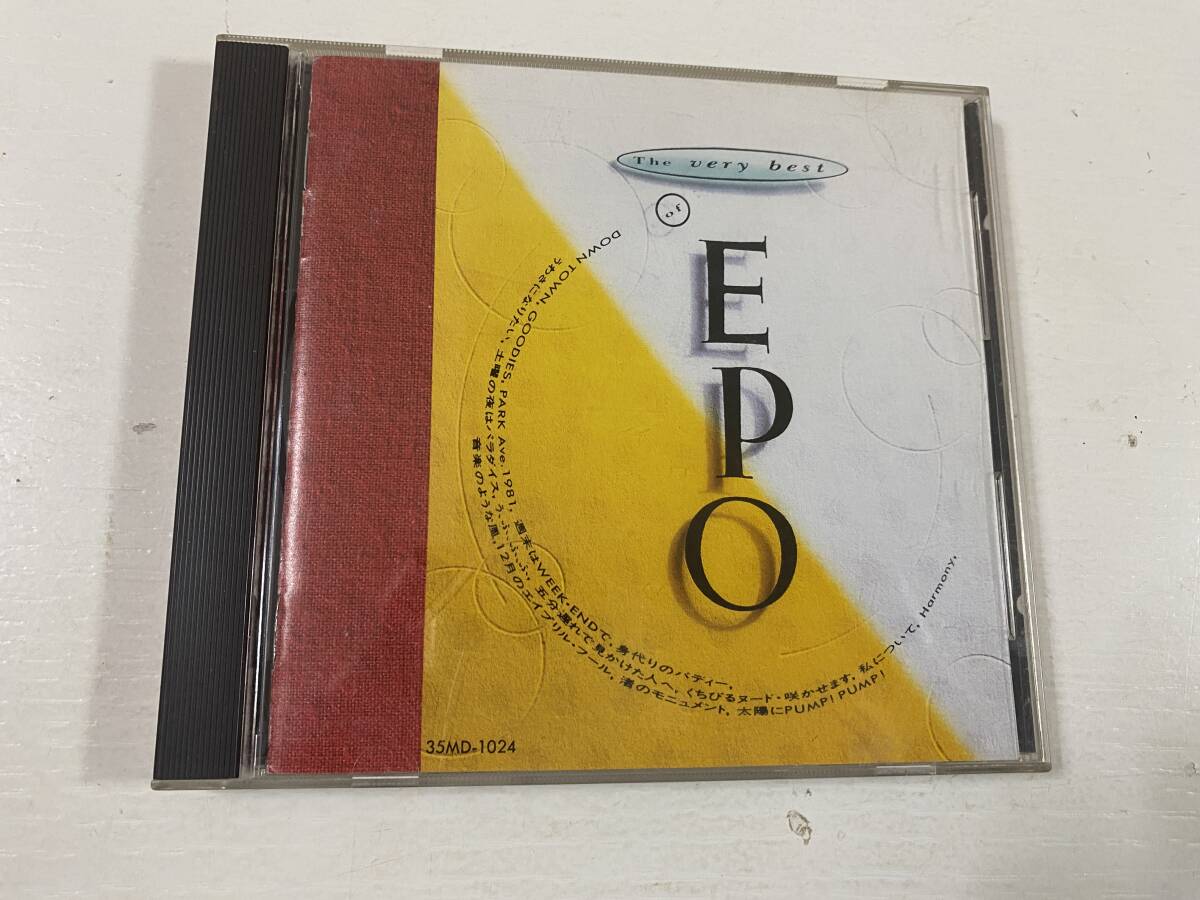 The very best
of
EPO
DOWN TOWN, GOODIES, PARK Ave. 1981, 週末はWEEK・ENDで, 身代りのバディー,
うわさになりたい, 土曜の夜はパラダイス, う、ふ、ふ、ふ, 五分遅れで見かけた人へ, くちびるヌード・咲かせます, 私について, Harmony,
音楽のような風, 12月のエイプリル・フール, 渚のモニュメント, 太陽にPUMP! PUMP!
35MD-1024